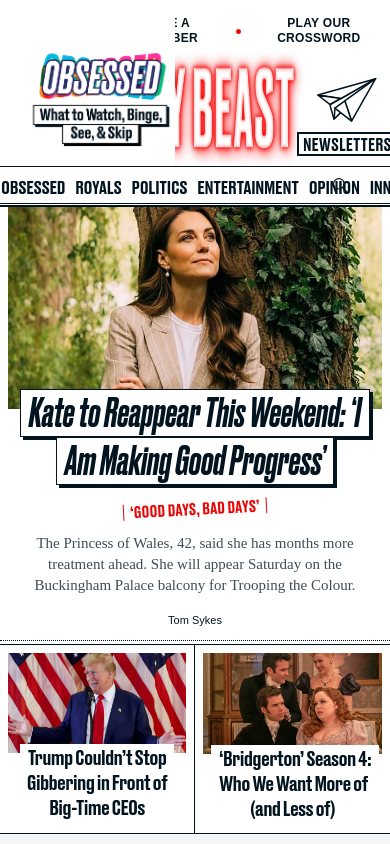 E A
BER
PLAY OUR
CROSSWORD
OBSESSED
What to Watch, Binge,
See, & Skip
Y BEAST
NEWSLETTERS
OBSESSED ROYALS POLITICS ENTERTAINMENT OPINION INN
Kate to Reappear This Weekend: ‘I
Am Making Good Progress’
‘GOOD DAYS, BAD DAYS’
The Princess of Wales, 42, said she has months more
treatment ahead. She will appear Saturday on the
Buckingham Palace balcony for Trooping the Colour.
Tom Sykes
Trump Couldn’t Stop
Gibbering in Front of
Big-Time CEOs
‘Bridgerton’ Season 4:
Who We Want More of
(and Less of)